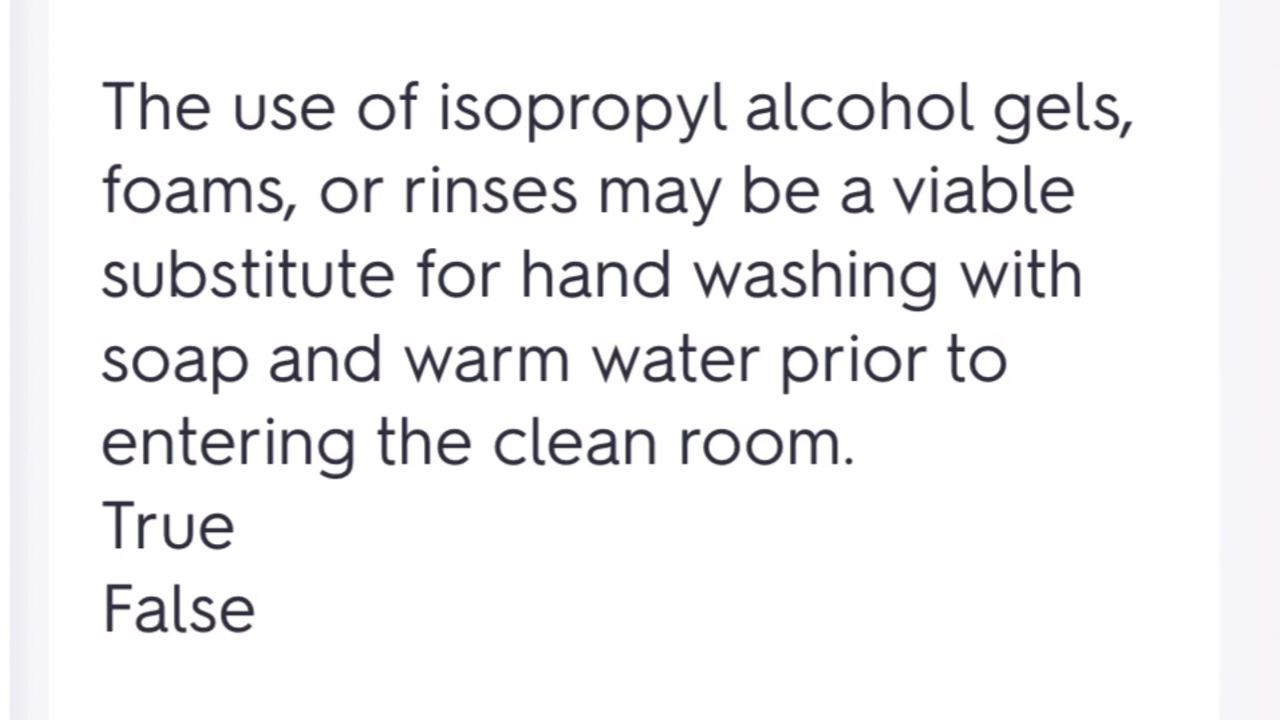 The use of isopropyl alcohol gels,
foams, or rinses may be a viable
substitute for hand washing with
soap and warm water prior to
entering the clean room.
True
False